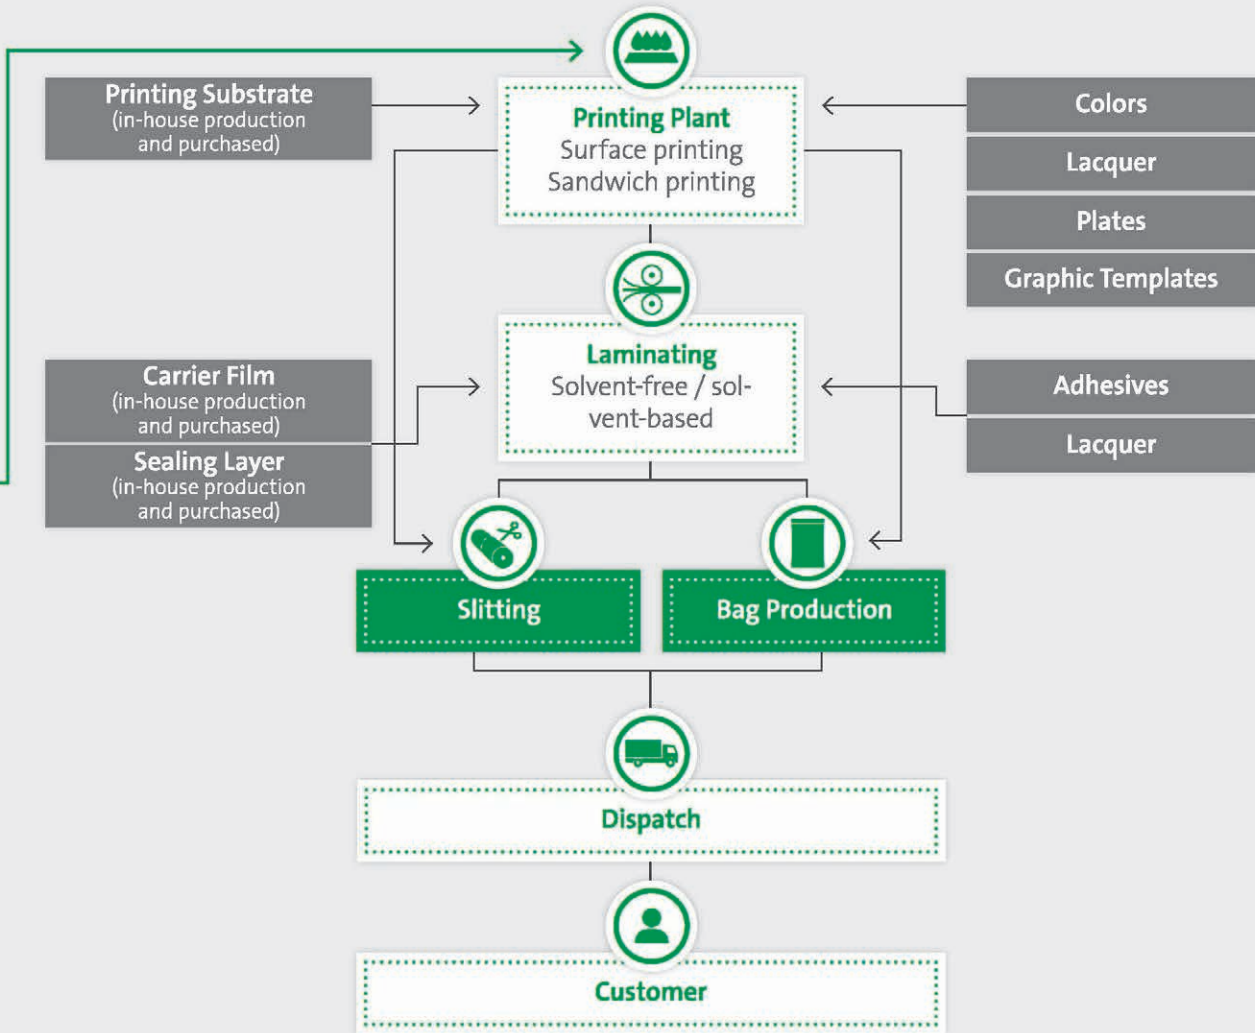 Printing Substrate
(in-house production
and purchased)
Printing Plant
Surface printing
Sandwich printing
Colors
Lacquer
Plates
Graphic Templates
Carrier Film
(in-house production
and purchased)
Sealing Layer
(in-house production
and purchased)
Laminating
Solvent-free / sol-
vent-based
Adhesives
Lacquer
Slitting
Bag Production
Dispatch
Customer